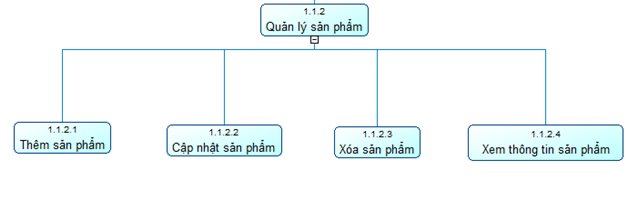 1.1.2
Quản lý sản phẩm
1.1.2.1
Thêm sản phẩm
1.1.2.2
Cập nhật sản phẩm
1.1.2.3
Xóa sản phẩm
1.1.2.4
Xem thông tin sản phẩm